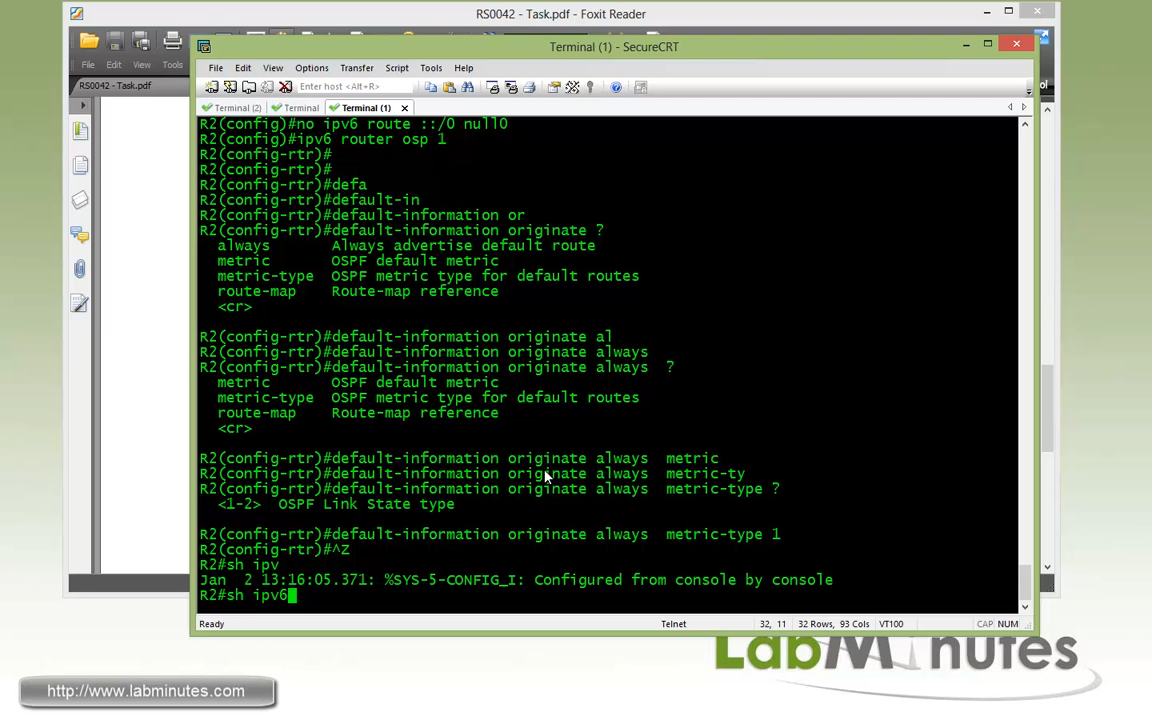 RS0042 - Task.pdf - Foxit Reader
File Edit View Tools
RS0042 - Task.pdf
Terminal (1) - SecureCRT
File Edit View Options Transfer Script Tools Help
Enter host <Alt+R>
Terminal (2) Terminal Terminal (1)
R2(config)#no ipv6 route ::/0 null0
R2(config)#ipv6 router osp 1
R2(config-rtr)#
R2(config-rtr)#
R2(config-rtr)#defa
R2(config-rtr)#default-in
R2(config-rtr)#default-information or
R2(config-rtr)#default-information originate ?
always Always advertise default route
metric OSPF default metric
metric-type OSPF metric type for default routes
route-map Route-map reference
<cr>
R2(config-rtr)#default-information originate al
R2(config-rtr)#default-information originate always
R2(config-rtr)#default-information originate always ?
metric OSPF default metric
metric-type OSPF metric type for default routes
route-map Route-map reference
<cr>
R2(config-rtr)#default-information originate always metric
R2(config-rtr)#default-information originate always metric-ty
R2(config-rtr)#default-information originate always metric-type ?
<1-2> OSPF Link State type
R2(config-rtr)#default-information originate always metric-type 1
R2(config-rtr)#^Z
R2#sh ipv
Jan 2 13:16:05.371: %SYS-5-CONFIG_I: Configured from console by console
R2#sh ipv6
Ready Telnet 32, 11 32 Rows, 93 Cols VT100 CAP NUM
LabMinutes
http://www.labminutes.com